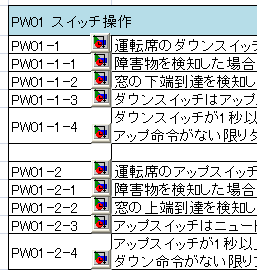 PW01 スイッチ操作
PW01-1 運転席のダウンスイッチ
PW01-1-1 障害物を検知した場合
PW01-1-2 窓の下端到達を検知し
PW01-1-3 ダウンスイッチはアップ
PW01-1-4 ダウンスイッチが1秒以
アップ命令がない限りダ
PW01-2 運転席のアップスイッチ
PW01-2-1 障害物を検知した場合
PW01-2-2 窓の上端到達を検知し
PW01-2-3 アップスイッチはニュート
PW01-2-4 アップスイッチが1秒以上
ダウン命令がない限り